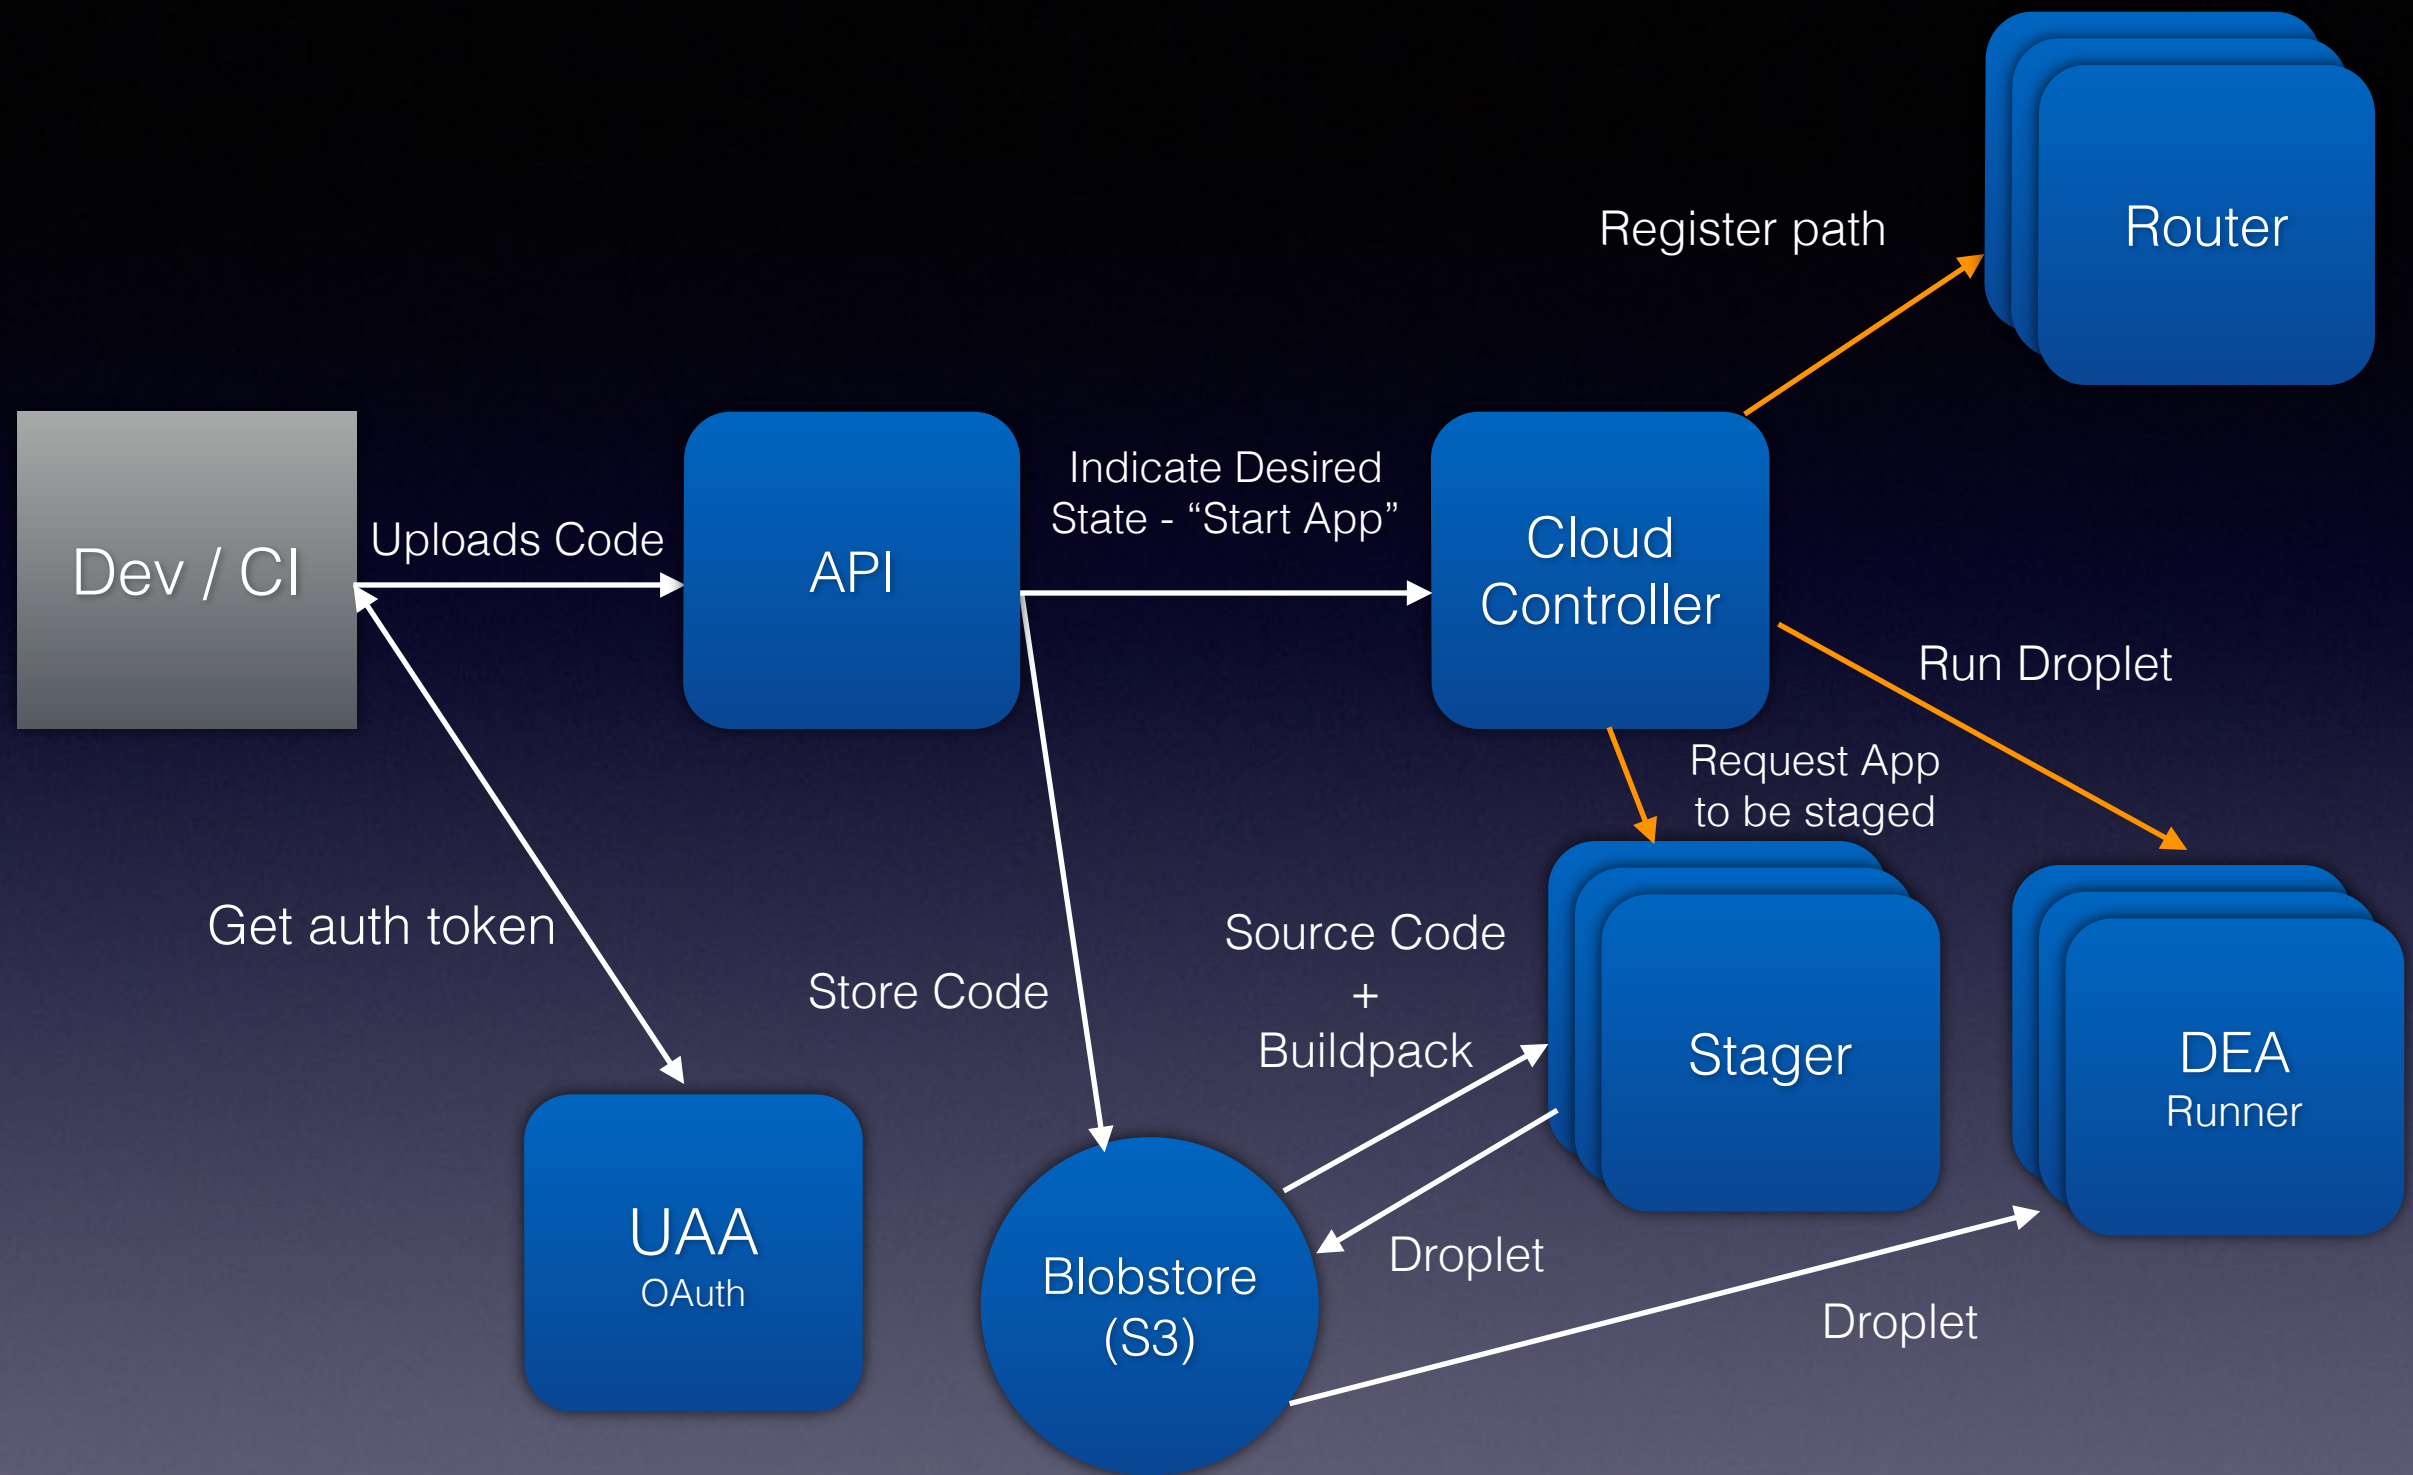 Router
Register path
Dev / CI
Uploads Code
API
Indicate Desired
State - “Start App”
Cloud
Controller
Run Droplet
Request App
to be staged
Get auth token
Store Code
Source Code
+
Buildpack
Stager
DEA
Runner
UAA
OAuth
Blobstore
(S3)
Droplet
Droplet